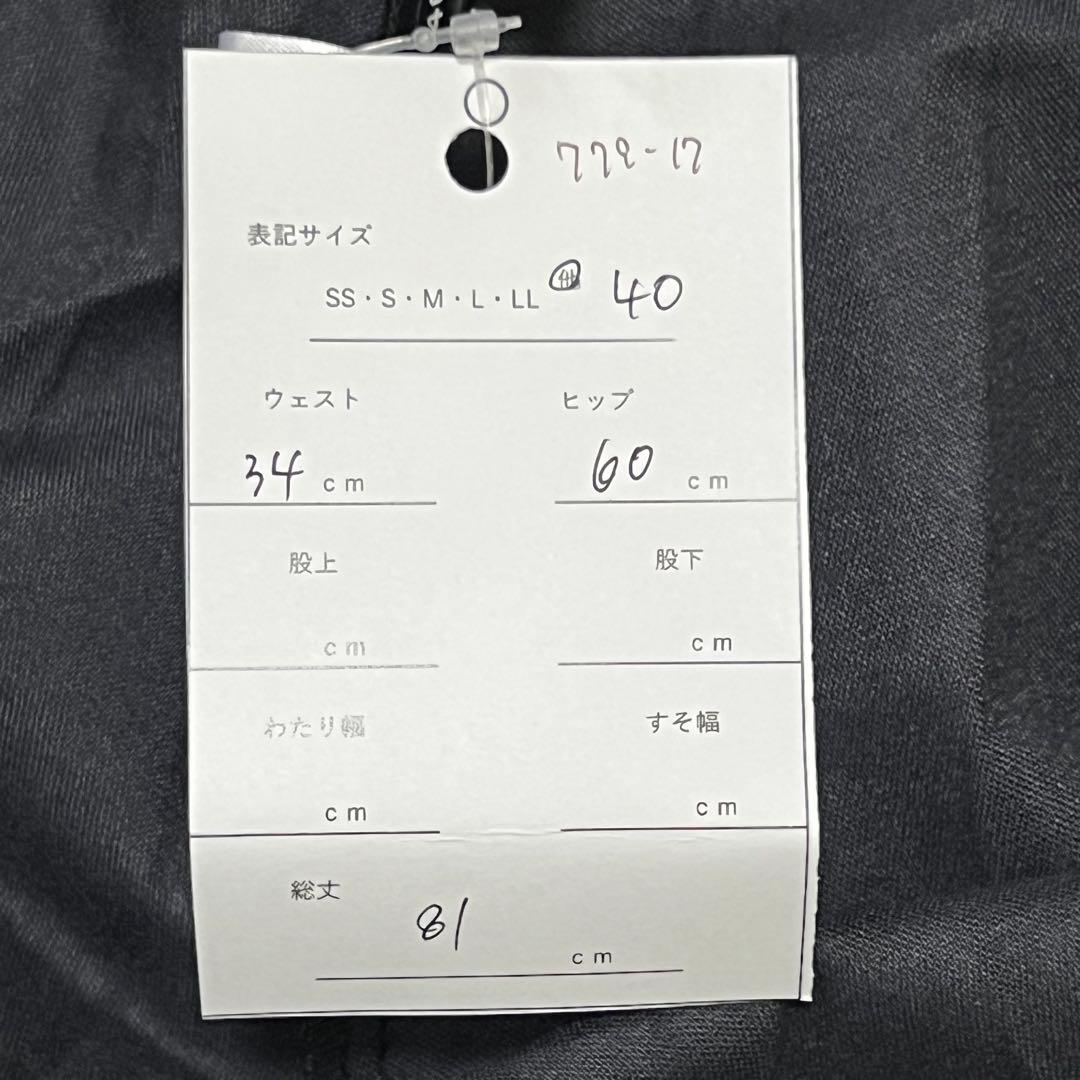 779-17
表記サイズ
SS・S・M・L・LL 他 40
ウェスト ヒップ
34 cm 60 cm
股上 股下
cm cm
わたり幅 すそ幅
cm cm
総丈
81
cm